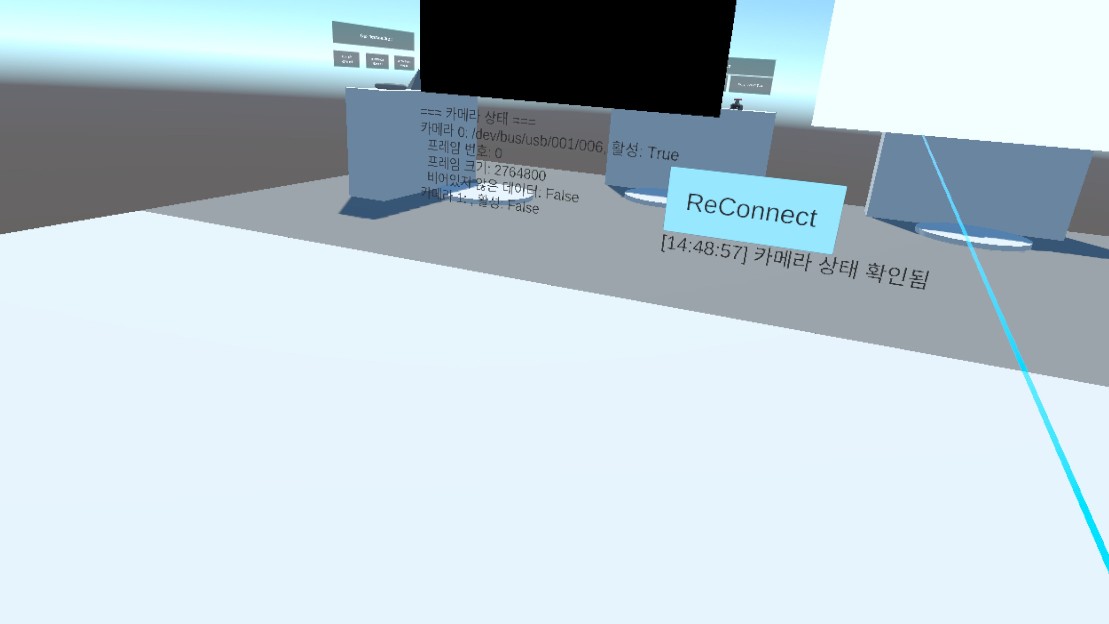 === 카메라 상태 ===
카메라 0: /dev/bus/usb/001/006, 활성: True
프레임 번호: 0
프레임 크기: 2764800
비어있지 않은 데이터: False
카메라 1: , 활성: False
ReConnect
[14:48:57] 카메라 상태 확인됨